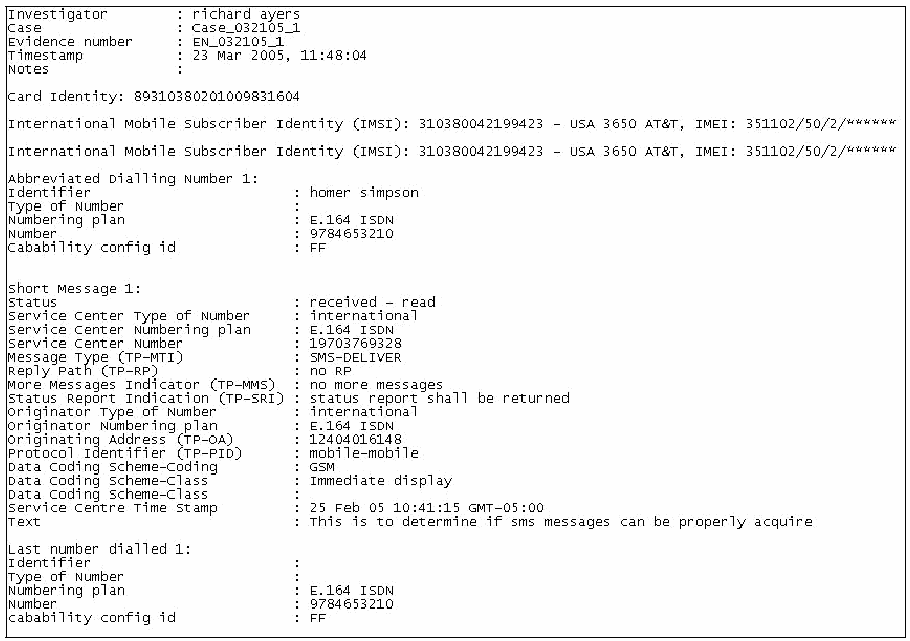 Investigator : richard ayers
Case : Case_032105_1
Evidence number : EN_032105_1
Timestamp : 23 Mar 2005, 11:48:04
Notes :
Card Identity: 89310380201009831604
International Mobile Subscriber Identity (IMSI): 310380042199423 – USA 3650 AT&T, IMEI: 351102/50/2/******
International Mobile Subscriber Identity (IMSI): 310380042199423 – USA 3650 AT&T, IMEI: 351102/50/2/******
Abbreviated Dialling Number 1:
Identifier : homer simpson
Type of Number :
Numbering plan : E.164 ISDN
Number : 9784653210
Cabability config id : FF
Short Message 1:
Status : received – read
Service Center Type of Number : international
Service Center Numbering plan : E.164 ISDN
Service Center Number : 19703769328
Message Type (TP-MTI) : SMS-DELIVER
Reply Path (TP-RP) : no RP
More Messages Indicator (TP-MMS) : no more messages
Status Report Indication (TP-SRI) : status report shall be returned
Originator Type of Number : international
Originator Numbering plan : E.164 ISDN
Originating Address (TP-OA) : 12404016148
Protocol Identifier (TP-PID) : mobile-mobile
Data Coding Scheme-Coding : GSM
Data Coding Scheme-Class : Immediate display
Data Coding Scheme-Class :
Service Centre Time Stamp : 25 Feb 05 10:41:15 GMT-05:00
Text : This is to determine if sms messages can be properly acquire
Last number dialled 1:
Identifier :
Type of Number :
Numbering plan : E.164 ISDN
Number : 9784653210
cabability config id : FF